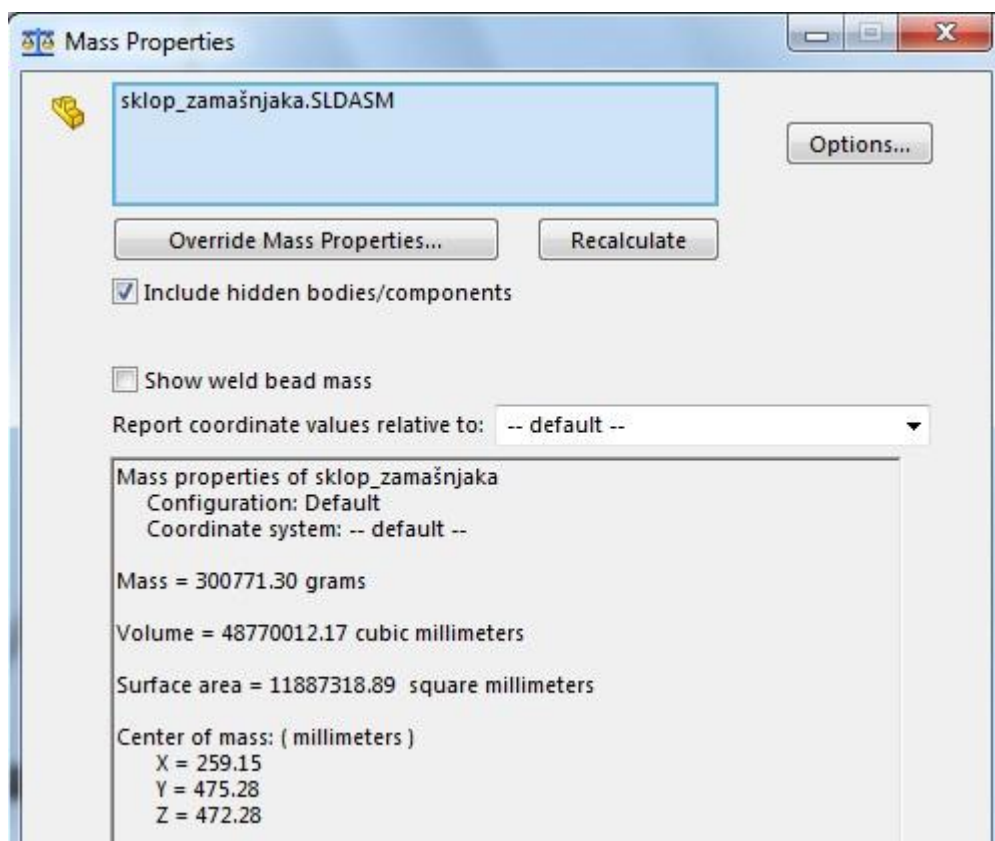 Mass Properties
sklop_zamašnjaka.SLDASM
Options...
Override Mass Properties...
Recalculate
Include hidden bodies/components
Show weld bead mass
Report coordinate values relative to:
-- default --
Mass properties of sklop_zamašnjaka
Configuration: Default
Coordinate system: -- default --
Mass = 300771.30 grams
Volume = 48770012.17 cubic millimeters
Surface area = 11887318.89 square millimeters
Center of mass: ( millimeters )
X = 259.15
Y = 475.28
Z = 472.28